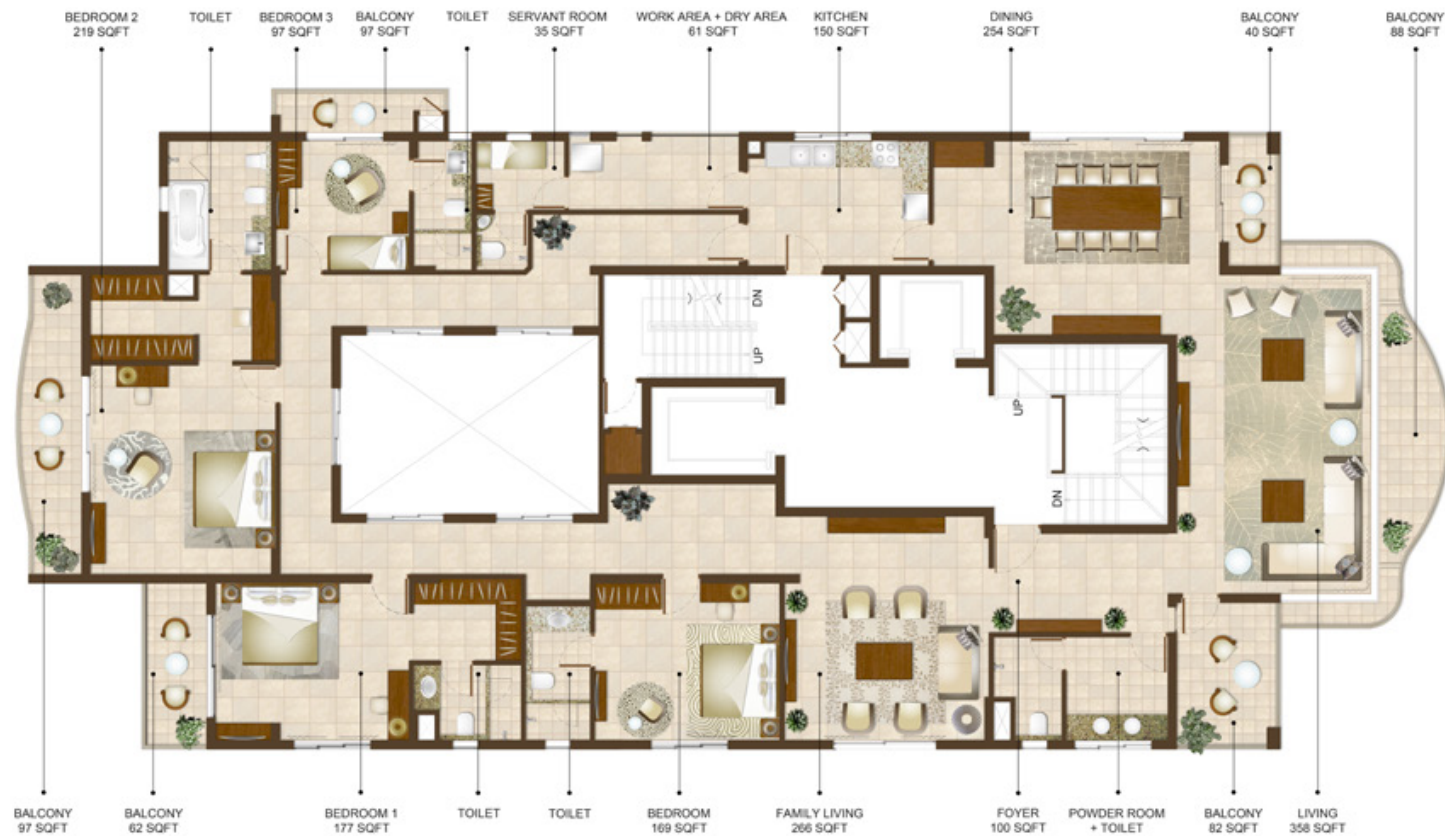 BEDROOM 2
219 SQFT
TOILET
BEDROOM 3
97 SQFT
BALCONY
97 SQFT
TOILET
SERVANT ROOM
35 SQFT
WORK AREA + DRY AREA
61 SQFT
KITCHEN
150 SQFT
DINING
254 SQFT
BALCONY
40 SQFT
BALCONY
88 SQFT
DN
UP
UP
DN
BALCONY
97 SQFT
BALCONY
62 SQFT
BEDROOM 1
177 SQFT
TOILET
TOILET
BEDROOM
169 SQFT
FAMILY LIVING
266 SQFT
FOYER
100 SQFT
POWDER ROOM
+ TOILET
BALCONY
82 SQFT
LIVING
358 SQFT